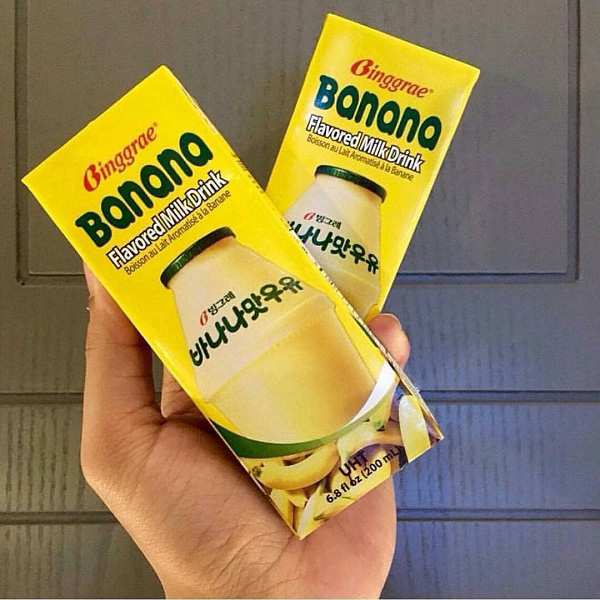 Binggrae®
Banana
Flavored Milk Drink
Boisson au Lait Aromatisé à la Banane
빙그레
바나나맛우유
UHT
6.8 fl oz (200 mL)
Binggrae®
Banana
Flavored Milk Drink
Boisson au Lait Aromatisé à la Banane
빙그레
바나나맛우유